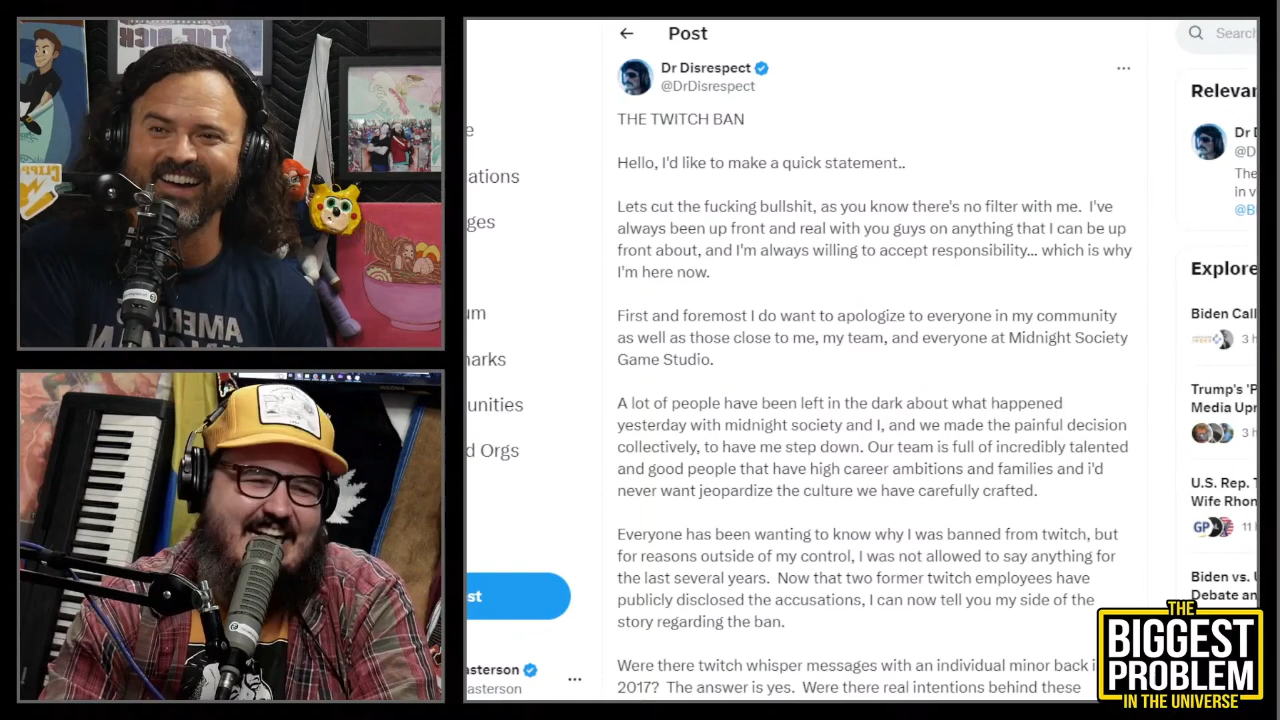 Post
Dr Disrespect
@DrDisrespect
THE TWITCH BAN
Hello, I'd like to make a quick statement..
Lets cut the fucking bullshit, as you know there's no filter with me. I've
always been up front and real with you guys on anything that I can be up
front about, and I'm always willing to accept responsibility... which is why
I'm here now.
First and foremost I do want to apologize to everyone in my community
as well as those close to me, my team, and everyone at Midnight Society
Game Studio.
A lot of people have been left in the dark about what happened
yesterday with midnight society and I, and we made the painful decision
collectively, to have me step down. Our team is full of incredibly talented
and good people that have high career ambitions and families and i'd
never want jeopardize the culture we have carefully crafted.
Everyone has been wanting to know why I was banned from twitch, but
for reasons outside of my control, I was not allowed to say anything for
the last several years. Now that two former twitch employees have
publicly disclosed the accusations, I can now tell you my side of the
story regarding the ban.
Were there twitch whisper messages with an individual minor back i
2017? The answer is yes. Were there real intentions behind these
e
ations
ges
um
narks
unities
d Orgs
st
asterson
asterson
Search
Relevar
Dr D
@D
The
in v
@B
Explore
Biden Call
3 h
Trump's 'P
Media Upr
3 h
U.S. Rep. T
Wife Rhon
GP
11 h
Biden vs. U
Debate an
THE
BIGGEST
PROBLEM
IN THE UNIVERSE